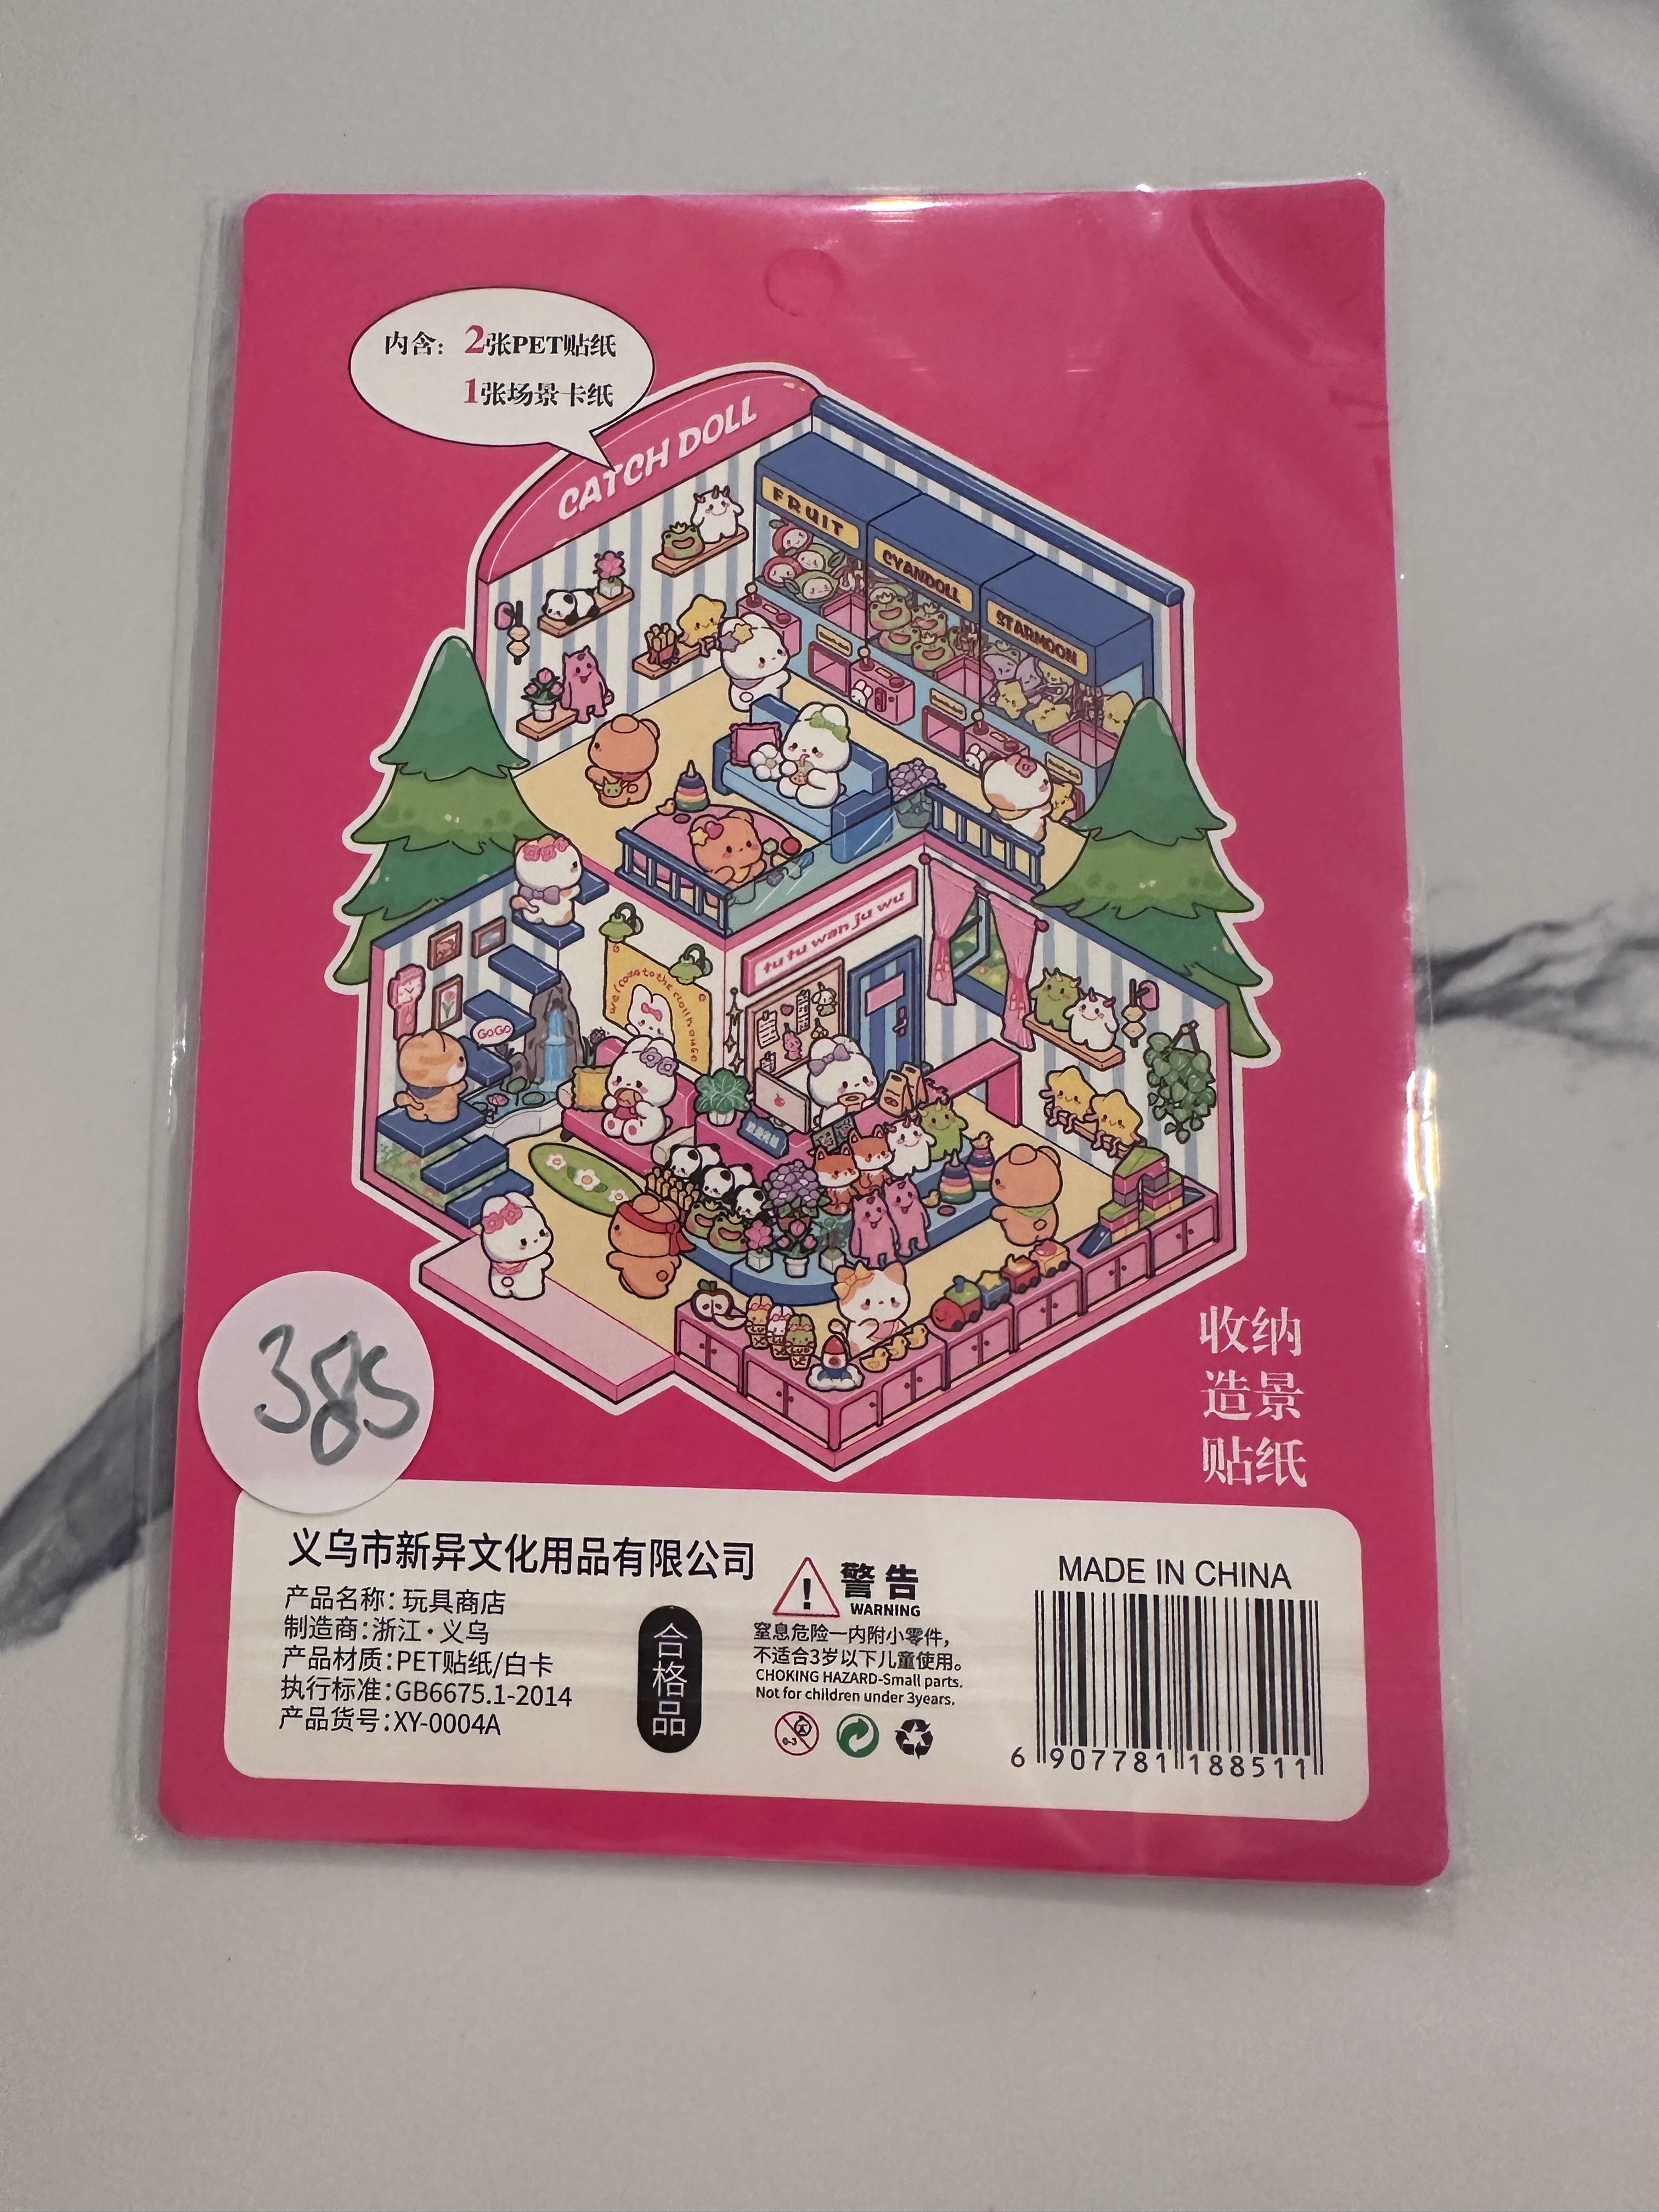 内含：2张PET贴纸
1张场景卡纸
CATCH DOLL
FRUIT
CYANDOLL
STARMOON
tu tu wan ju wu
GOGO
收纳
造景
贴纸
385
义乌市新异文化用品有限公司
产品名称：玩具商店
制造商：浙江·义乌
产品材质：PET贴纸/白卡
执行标准：GB6675.1-2014
产品货号：XY-0004A
合格品
警告
WARNING
窒息危险一内附小零件，
不适合3岁以下儿童使用。
CHOKING HAZARD-Small parts.
Not for children under 3years.
0-3
MADE IN CHINA
6 907781 188511